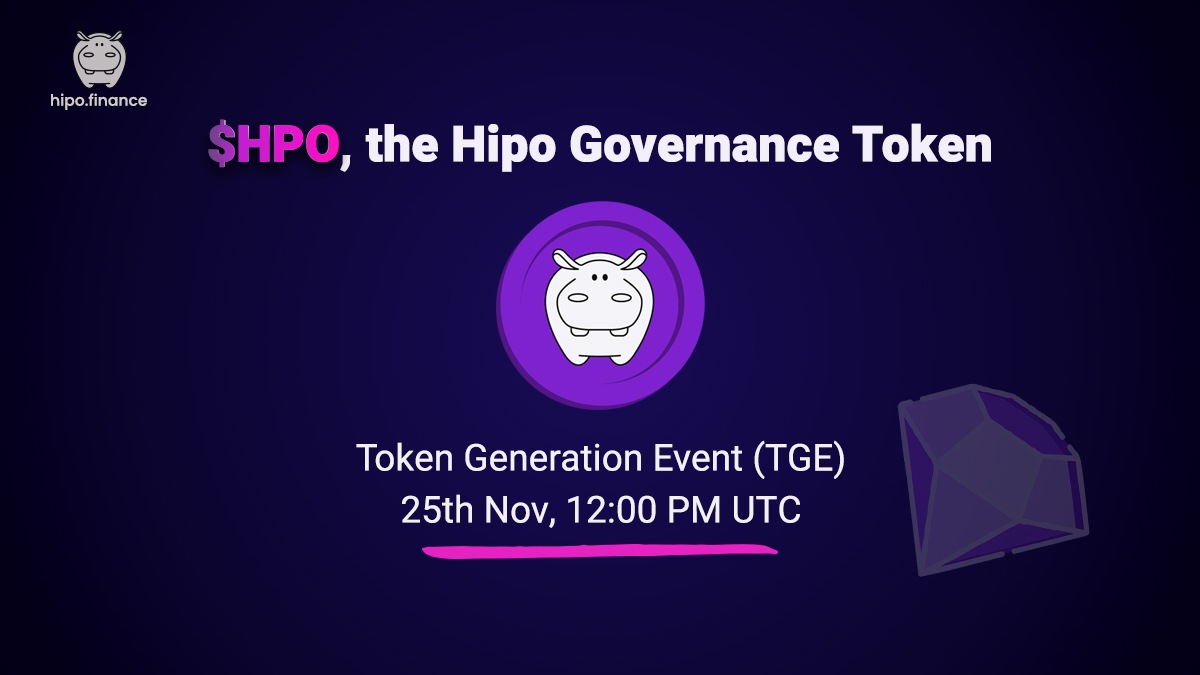 hipo.finance
$HPO, the Hipo Governance Token
Token Generation Event (TGE)
25th Nov, 12:00 PM UTC